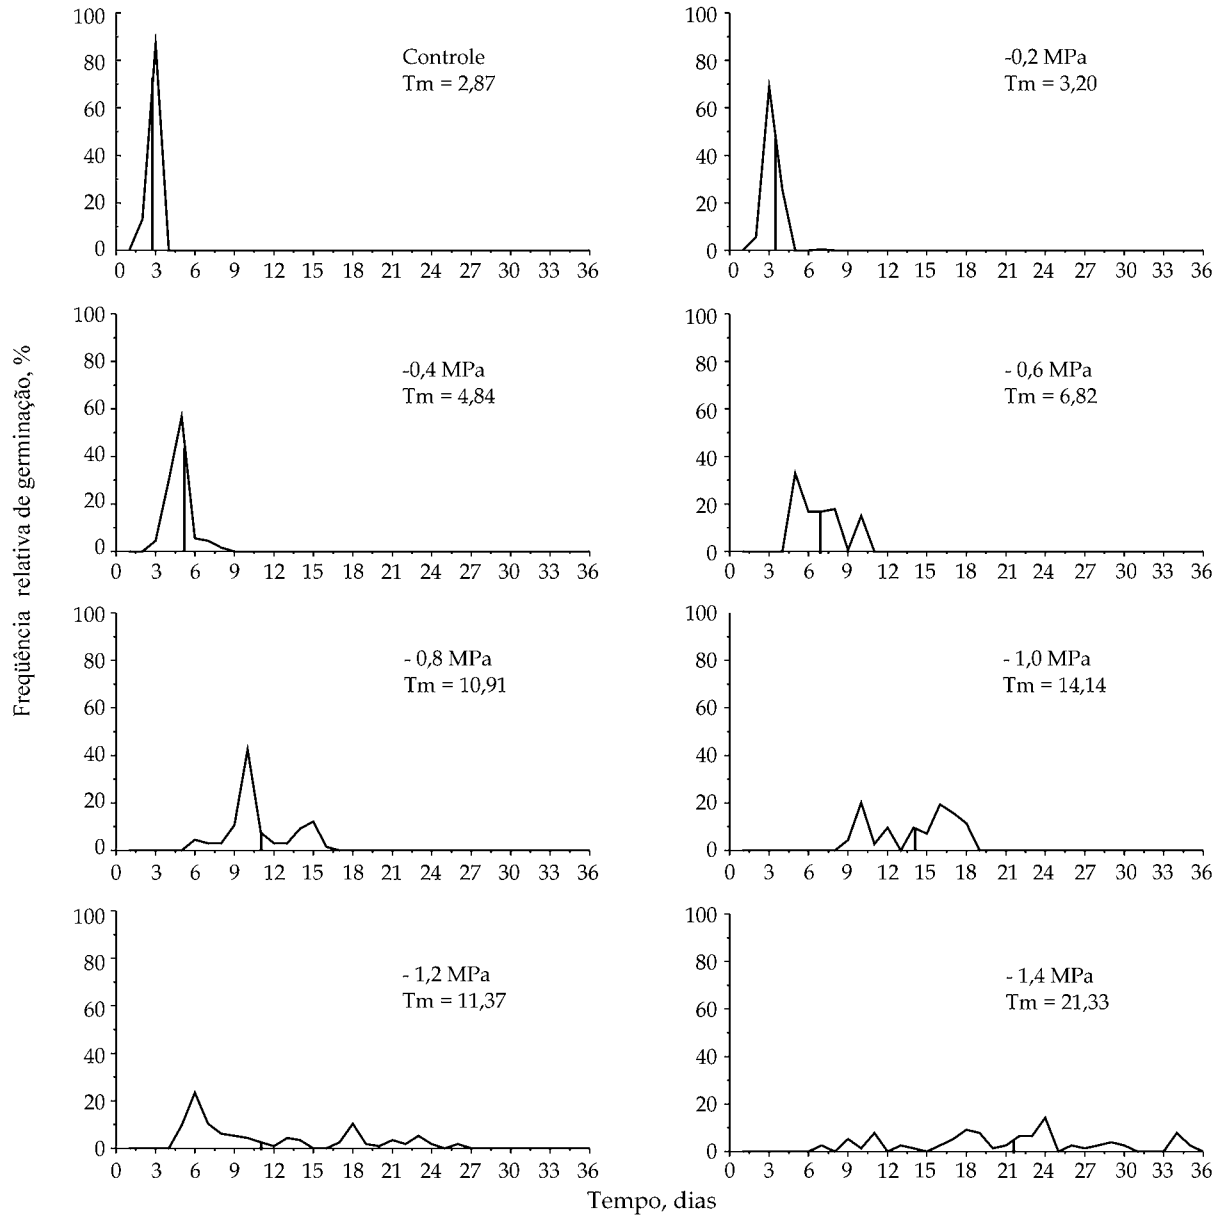 Freqüência relativa de germinação, %
100
80
60
40
20
0
Controle
Tm = 2,87
0 3 6 9 12 15 18 21 24 27 30 33 36
100
80
60
40
20
0
-0,2 MPa
Tm = 3,20
0 3 6 9 12 15 18 21 24 27 30 33 36
100
80
60
40
20
0
-0,4 MPa
Tm = 4,84
0 3 6 9 12 15 18 21 24 27 30 33 36
100
80
60
40
20
0
- 0,6 MPa
Tm = 6,82
0 3 6 9 12 15 18 21 24 27 30 33 36
100
80
60
40
20
0
- 0,8 MPa
Tm = 10,91
0 3 6 9 12 15 18 21 24 27 30 33 36
100
80
60
40
20
0
- 1,0 MPa
Tm = 14,14
0 3 6 9 12 15 18 21 24 27 30 33 36
100
80
60
40
20
0
- 1,2 MPa
Tm = 11,37
0 3 6 9 12 15 18 21 24 27 30 33 36
100
80
60
40
20
0
- 1,4 MPa
Tm = 21,33
0 3 6 9 12 15 18 21 24 27 30 33 36
Tempo, dias